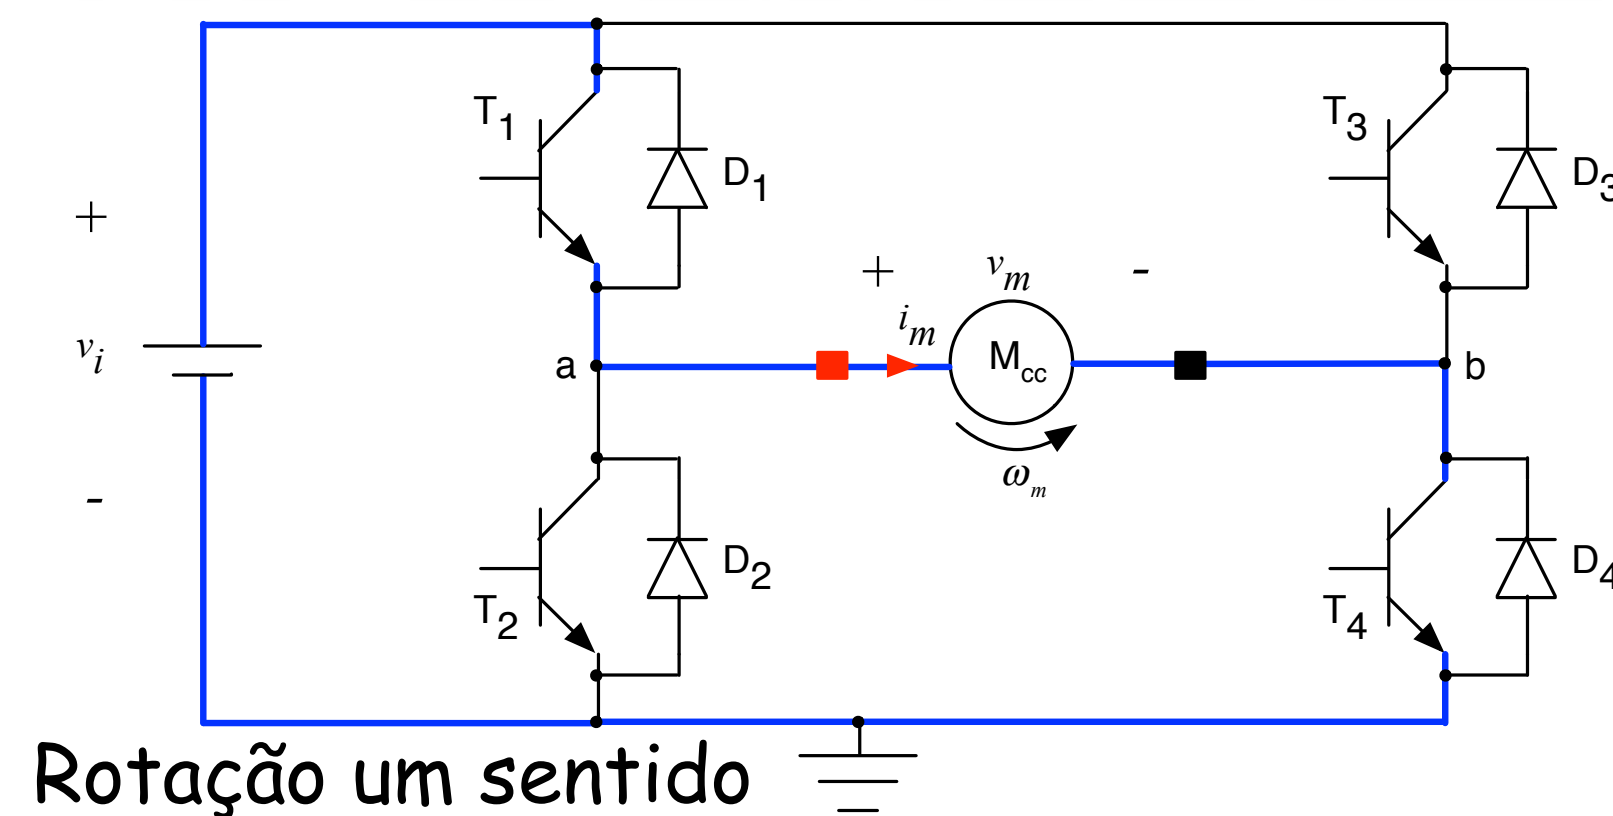 T1
D1
T3
D3
+
vi
-
+
vm
-
im
a
Mcc
b
ωm
T2
D2
T4
D4
Rotação um sentido